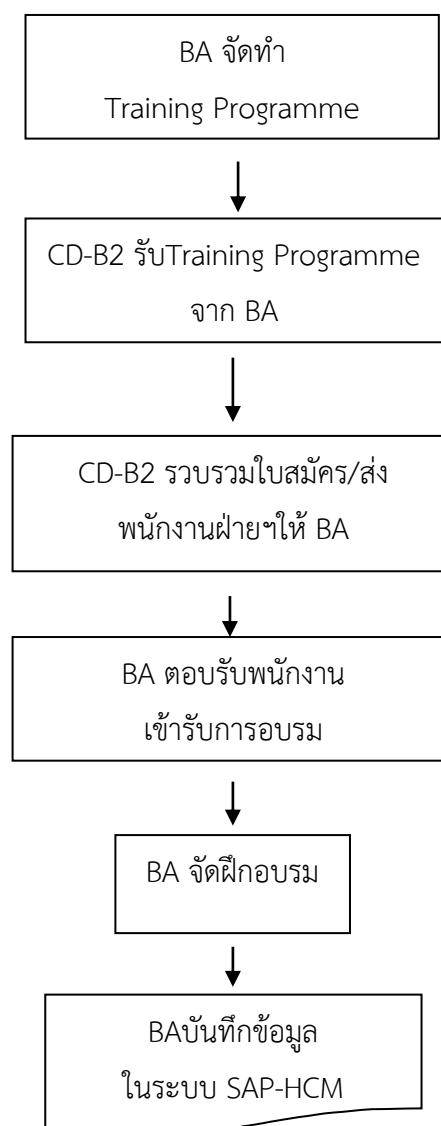 BA จัดทำ
Training Programme
CD-B2 รับTraining Programme
จาก BA
CD-B2 รวบรวมใบสมัคร/ส่ง
พนักงานฝ่ายฯให้ BA
BA ตอบรับพนักงาน
เข้ารับการอบรม
BA จัดฝึกอบรม
BAบันทึกข้อมูล
ในระบบ SAP-HCM